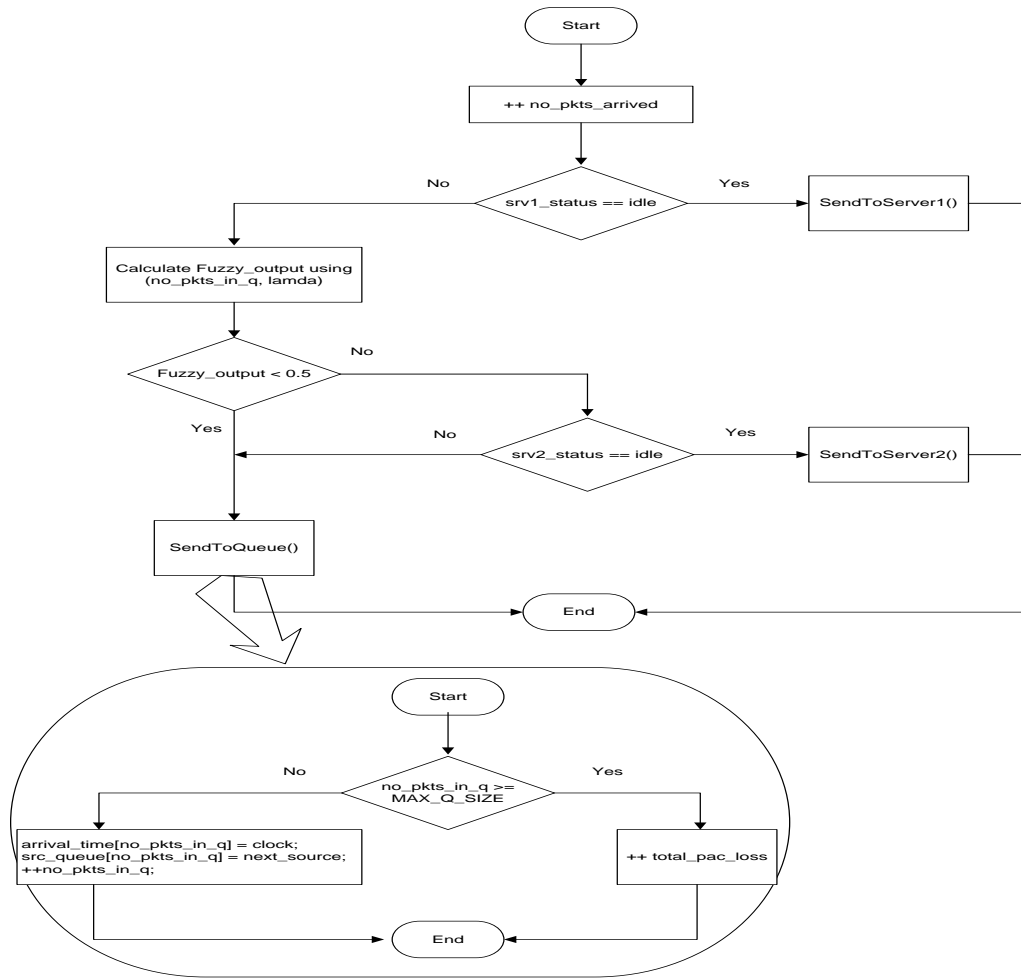 Start
++ no_pkts_arrived
srv1_status == idle
No
Yes
SendToServer1()
Calculate Fuzzy_output using
(no_pkts_in_q, lamda)
Fuzzy_output < 0.5
No
Yes
srv2_status == idle
No
Yes
SendToServer2()
SendToQueue()
End
Start
no_pkts_in_q >=
MAX_Q_SIZE
No
Yes
arrival_time[no_pkts_in_q] = clock;
src_queue[no_pkts_in_q] = next_source;
++no_pkts_in_q;
++ total_pac_loss
End